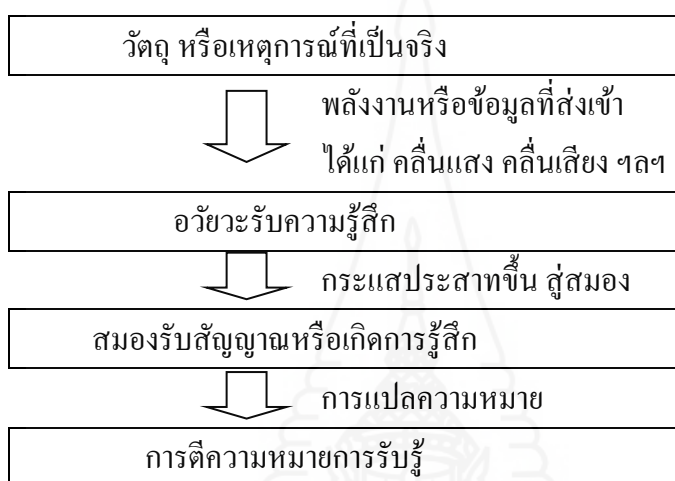 วัตถุ หรือเหตุการณ์ที่เป็นจริง
พลังงานหรือข้อมูลที่ส่งเข้า
ได้แก่ คลื่นแสง คลื่นเสียง ฯลฯ
อวัยวะรับความรู้สึก
กระแสประสาทขึ้น สู่สมอง
สมองรับสัญญาณหรือเกิดการรู้สึก
การแปลความหมาย
การตีความหมายการรับรู้